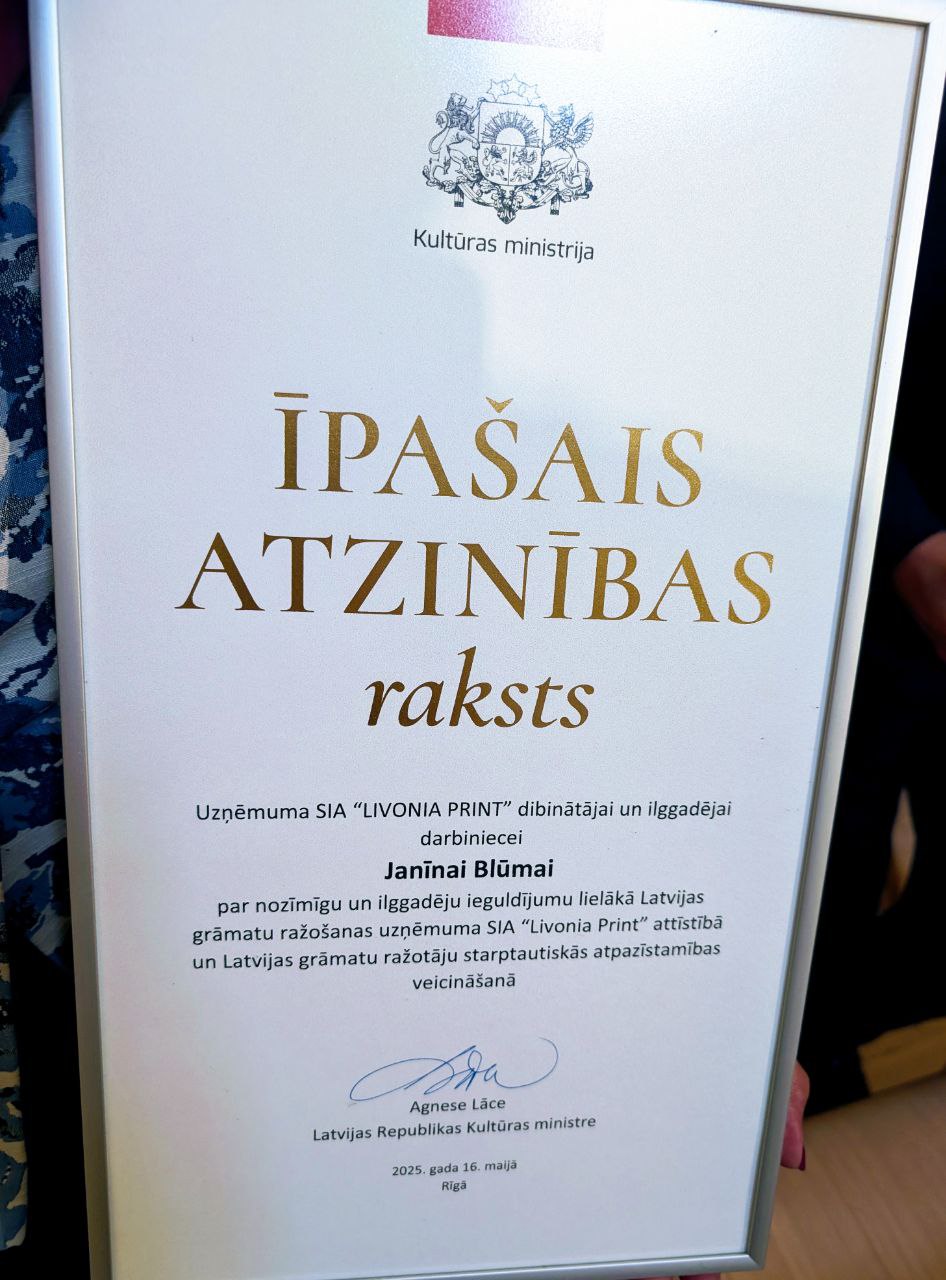 Kultūras ministrija
ĪPAŠAIS
ATZINĪBAS
raksts
Uzņēmuma SIA “LIVONIA PRINT” dibinātājai un ilggadējai
darbiniecei
Janīnai Blūmai
par nozīmīgu un ilggadēju ieguldījumu lielākā Latvijas
grāmatu ražošanas uzņēmuma SIA “Livonia Print” attīstībā
un Latvijas grāmatu ražotāju starptautiskās atpazīstamības
veicināšanā
Agnese Lāce
Latvijas Republikas Kultūras ministre
2025. gada 16. maijā
Rīgā